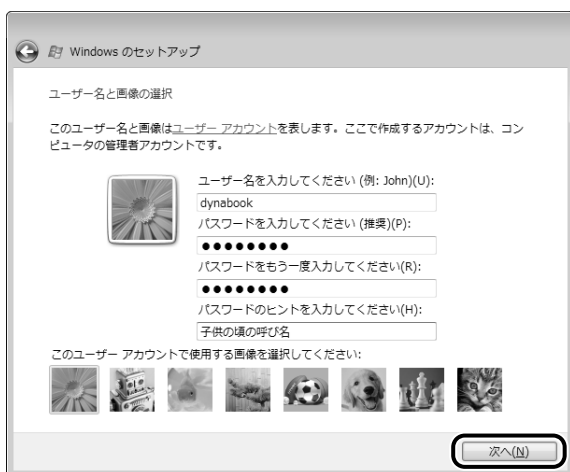 Windows のセットアップ
ユーザー名と画像の選択
このユーザー名と画像はユーザー アカウントを表します。ここで作成するアカウントは、コン
ピュータの管理者アカウントです。
ユーザー名を入力してください (例: John)(U):
dynabook
パスワードを入力してください (推奨)(P):
●●●●●●●●
パスワードをもう一度入力してください(R):
●●●●●●●●
パスワードのヒントを入力してください(H):
子供の頃の呼び名
このユーザー アカウントで使用する画像を選択してください:
次へ(N)